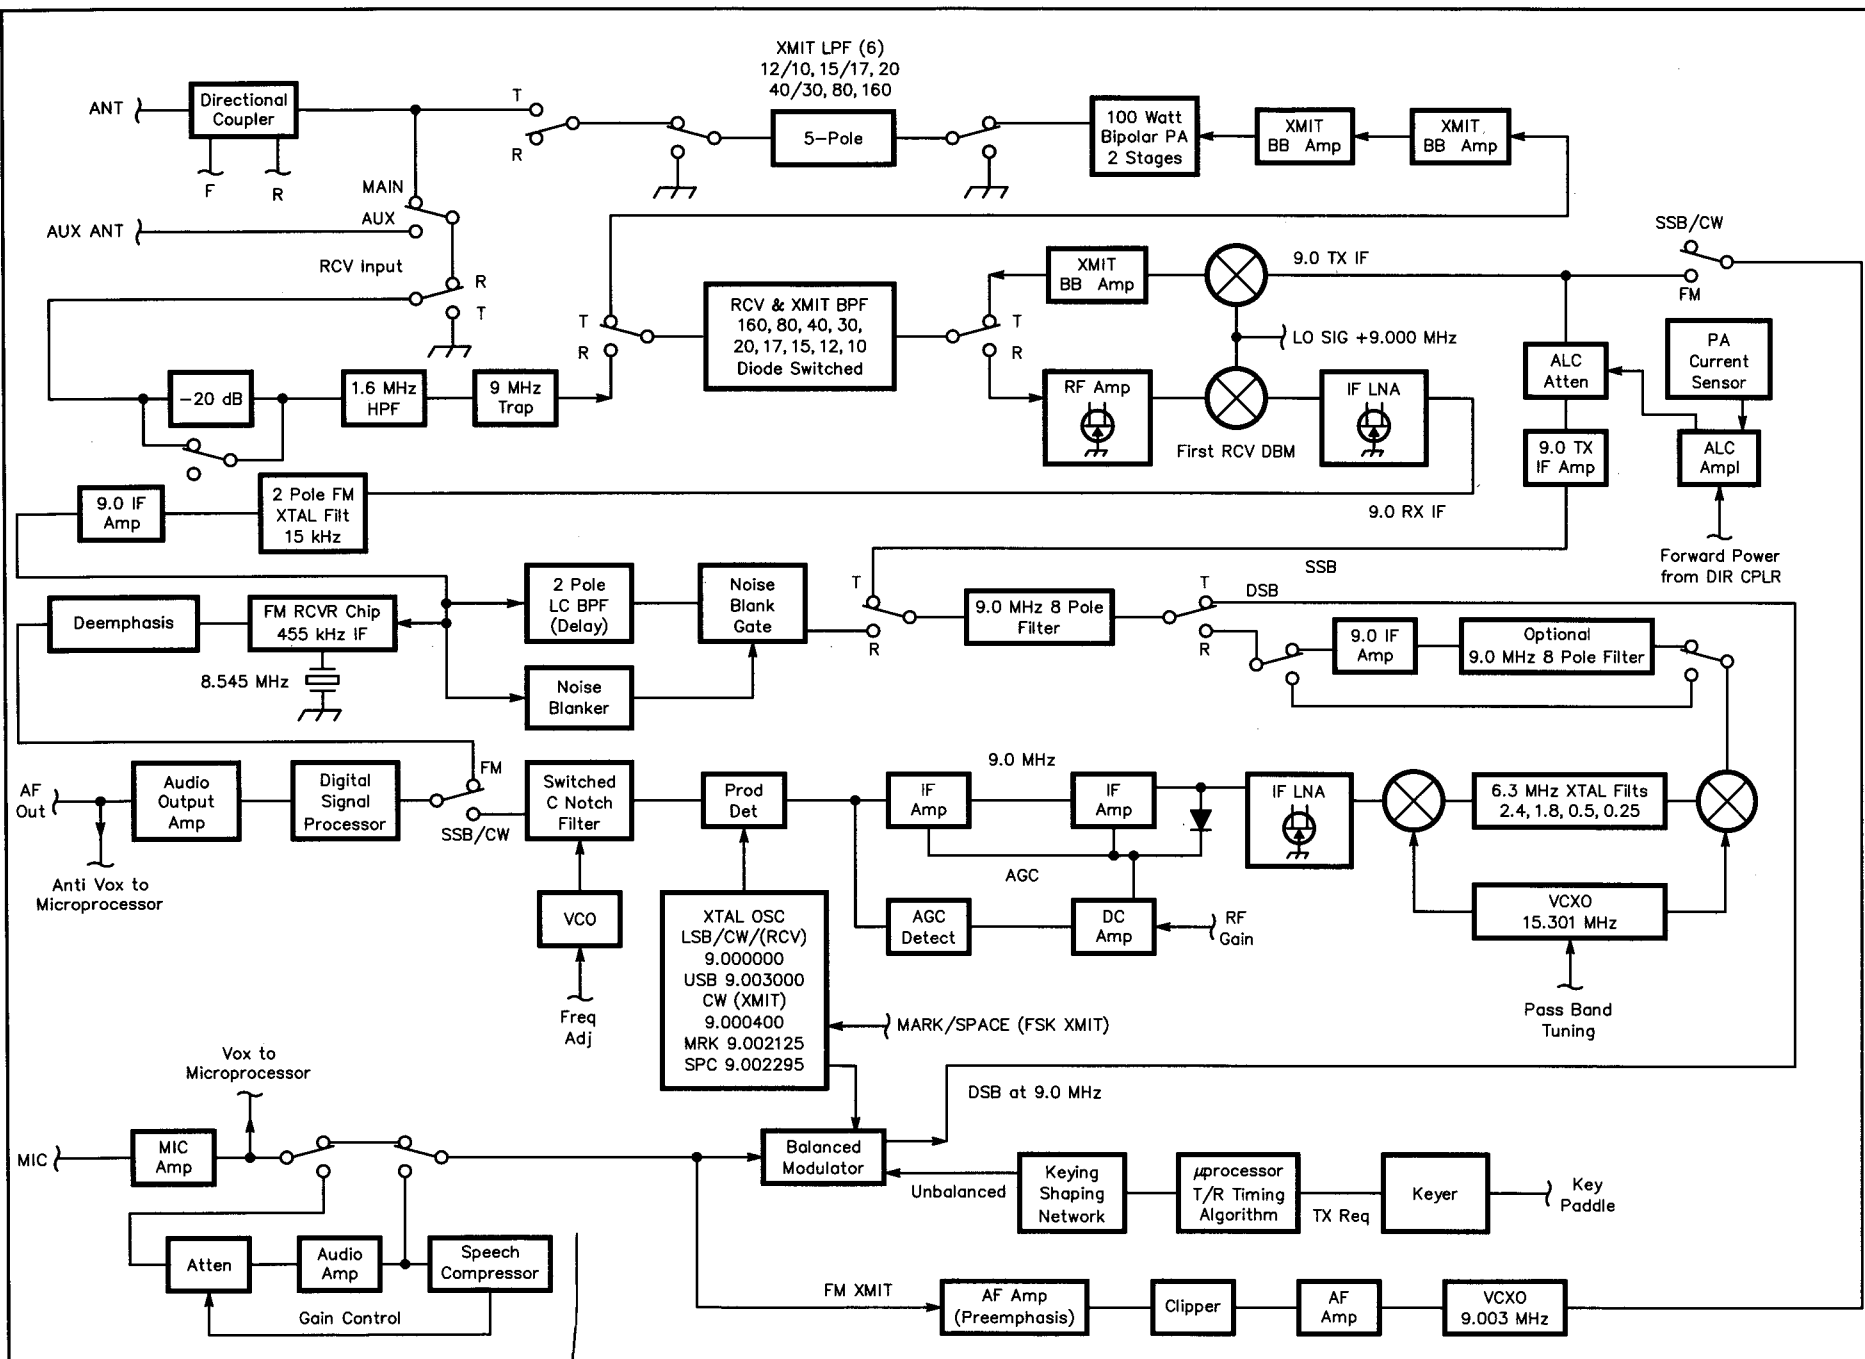 XMIT LPF (6)
12/10, 15/17, 20
40/30, 80, 160
ANT
Directional
Coupler
F
R
T
R
5-Pole
100 Watt
Bipolar PA
2 Stages
XMIT
BB Amp
XMIT
BB Amp
MAIN
AUX
AUX ANT
RCV Input
R
T
SSB/CW
FM
9.0 TX IF
XMIT
BB Amp
T
R
RCV & XMIT BPF
160, 80, 40, 30,
20, 17, 15, 12, 10
Diode Switched
T
R
LO SIG +9.000 MHz
ALC
Atten
PA
Current
Sensor
-20 dB
1.6 MHz
HPF
9 MHz
Trap
RF Amp
First RCV DBM
IF LNA
9.0 TX
IF Amp
ALC
Ampl
9.0 IF
Amp
2 Pole FM
XTAL Filt
15 kHz
9.0 RX IF
Forward Power
from DIR CPLR
SSB
Deemphasis
FM RCVR Chip
455 kHz IF
8.545 MHz
2 Pole
LC BPF
(Delay)
Noise
Blank
Gate
Noise
Blanker
T
R
9.0 MHz 8 Pole
Filter
T
R
DSB
9.0 IF
Amp
Optional
9.0 MHz 8 Pole Filter
AF
Out
Audio
Output
Amp
Digital
Signal
Processor
FM
SSB/CW
Switched
C Notch
Filter
Prod
Det
9.0 MHz
IF
Amp
IF
Amp
IF LNA
6.3 MHz XTAL Filts
2.4, 1.8, 0.5, 0.25
Anti Vox to
Microprocessor
VCO
Freq
Adj
XTAL OSC
LSB/CW/(RCV)
9.000000
USB 9.003000
CW (XMIT)
9.000400
MRK 9.002125
SPC 9.002295
AGC
AGC
Detect
DC
Amp
RF
Gain
VCXO
15.301 MHz
Pass Band
Tuning
MARK/SPACE (FSK XMIT)
DSB at 9.0 MHz
Vox to
Microprocessor
MIC
MIC
Amp
Balanced
Modulator
Unbalanced
Keying
Shaping
Network
µprocessor
T/R Timing
Algorithm
TX Req
Keyer
Key
Paddle
Atten
Audio
Amp
Speech
Compressor
Gain Control
FM XMIT
AF Amp
(Preemphasis)
Clipper
AF
Amp
VCXO
9.003 MHz